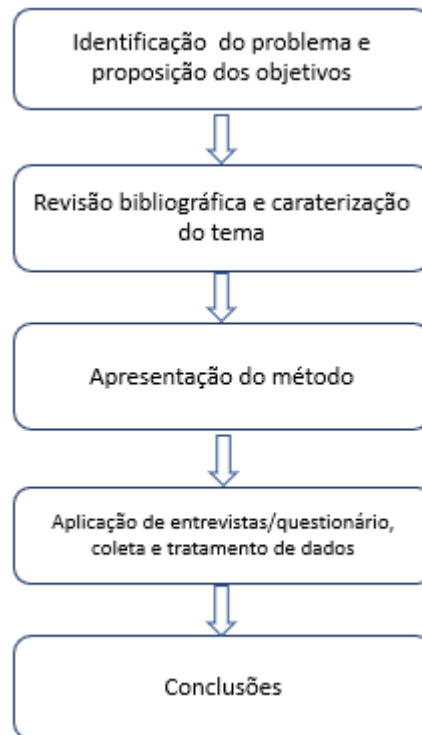 Identificação do problema e
proposição dos objetivos
Revisão bibliográfica e caraterização
do tema
Apresentação do método
Aplicação de entrevistas/questionário,
coleta e tratamento de dados
Conclusões